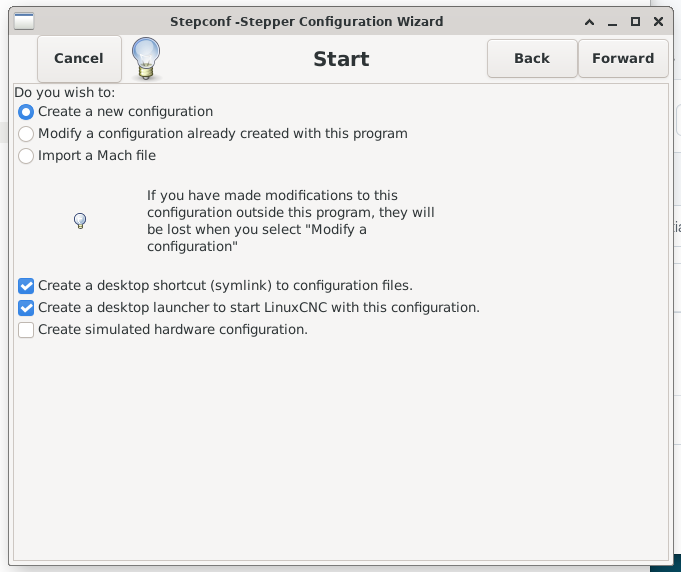 Stepconf -Stepper Configuration Wizard
Cancel
Start
Back
Forward
Do you wish to:
Create a new configuration
Modify a configuration already created with this program
Import a Mach file
If you have made modifications to this
configuration outside this program, they will
be lost when you select "Modify a
configuration"
Create a desktop shortcut (symlink) to configuration files.
Create a desktop launcher to start LinuxCNC with this configuration.
Create simulated hardware configuration.